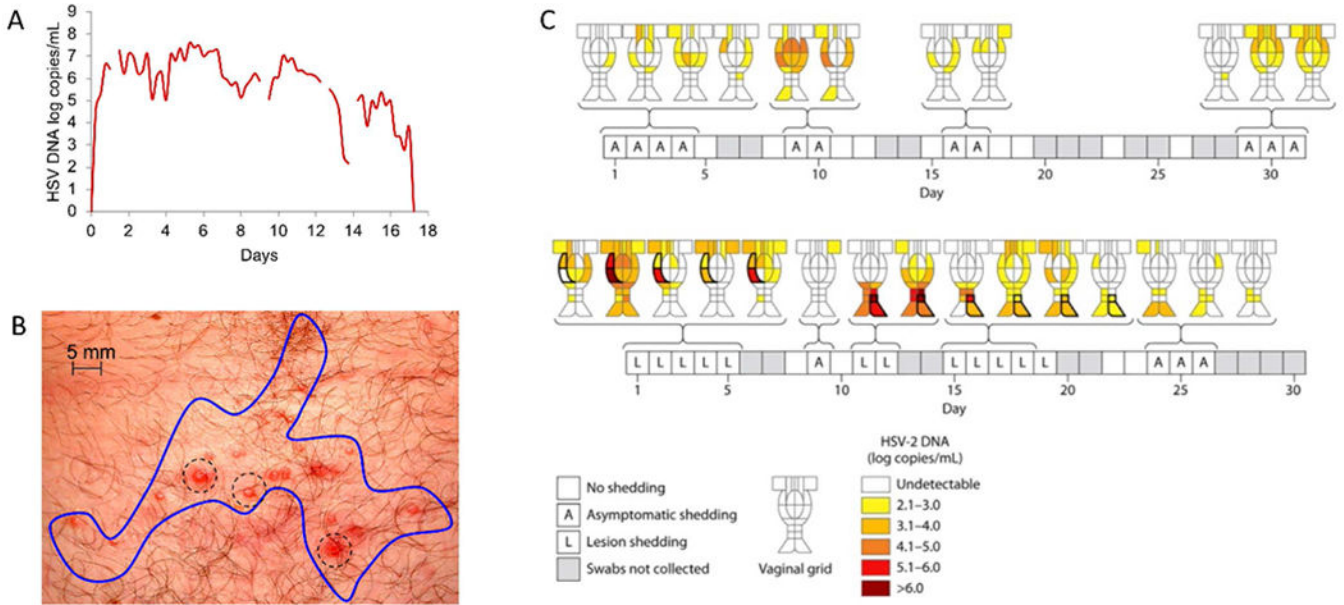 A
HSV DNA log copies/mL
9
8
7
6
5
4
3
2
1
0
0 2 4 6 8 10 12 14 16 18
Days
B
5 mm
C
A A A A A A A A A A A
1 5 10 15 20 25 30
Day
L L L L L A L L L L L L L A A A
1 5 10 15 20 25 30
Day
No shedding
A Asymptomatic shedding
L Lesion shedding
Swabs not collected
Vaginal grid
HSV-2 DNA
(log copies/mL)
Undetectable
2.1–3.0
3.1–4.0
4.1–5.0
5.1–6.0
>6.0